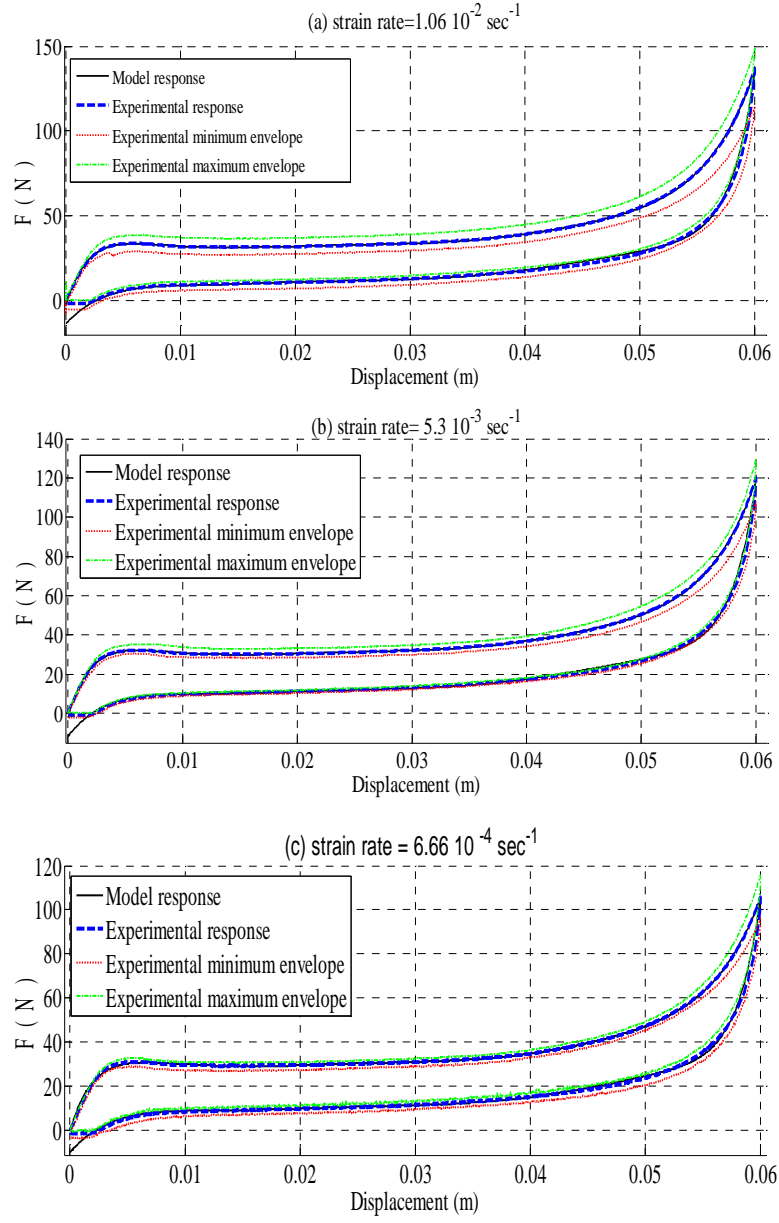 (a) strain rate=1.06 10^-2 sec^-1
150
100
50
0
F ( N )
Model response
Experimental response
Experimental minimum envelope
Experimental maximum envelope
0 0.01 0.02 0.03 0.04 0.05 0.06
Displacement (m)
(b) strain rate= 5.3 10^-3 sec^-1
140
120
100
80
60
40
20
0
F ( N )
Model response
Experimental response
Experimental minimum envelope
Experimental maximum envelope
0 0.01 0.02 0.03 0.04 0.05 0.06
Displacement (m)
(c) strain rate = 6.66 10^-4 sec^-1
120
100
80
60
40
20
0
F ( N )
Model response
Experimental response
Experimental minimum envelope
Experimental maximum envelope
0 0.01 0.02 0.03 0.04 0.05 0.06
Displacement (m)